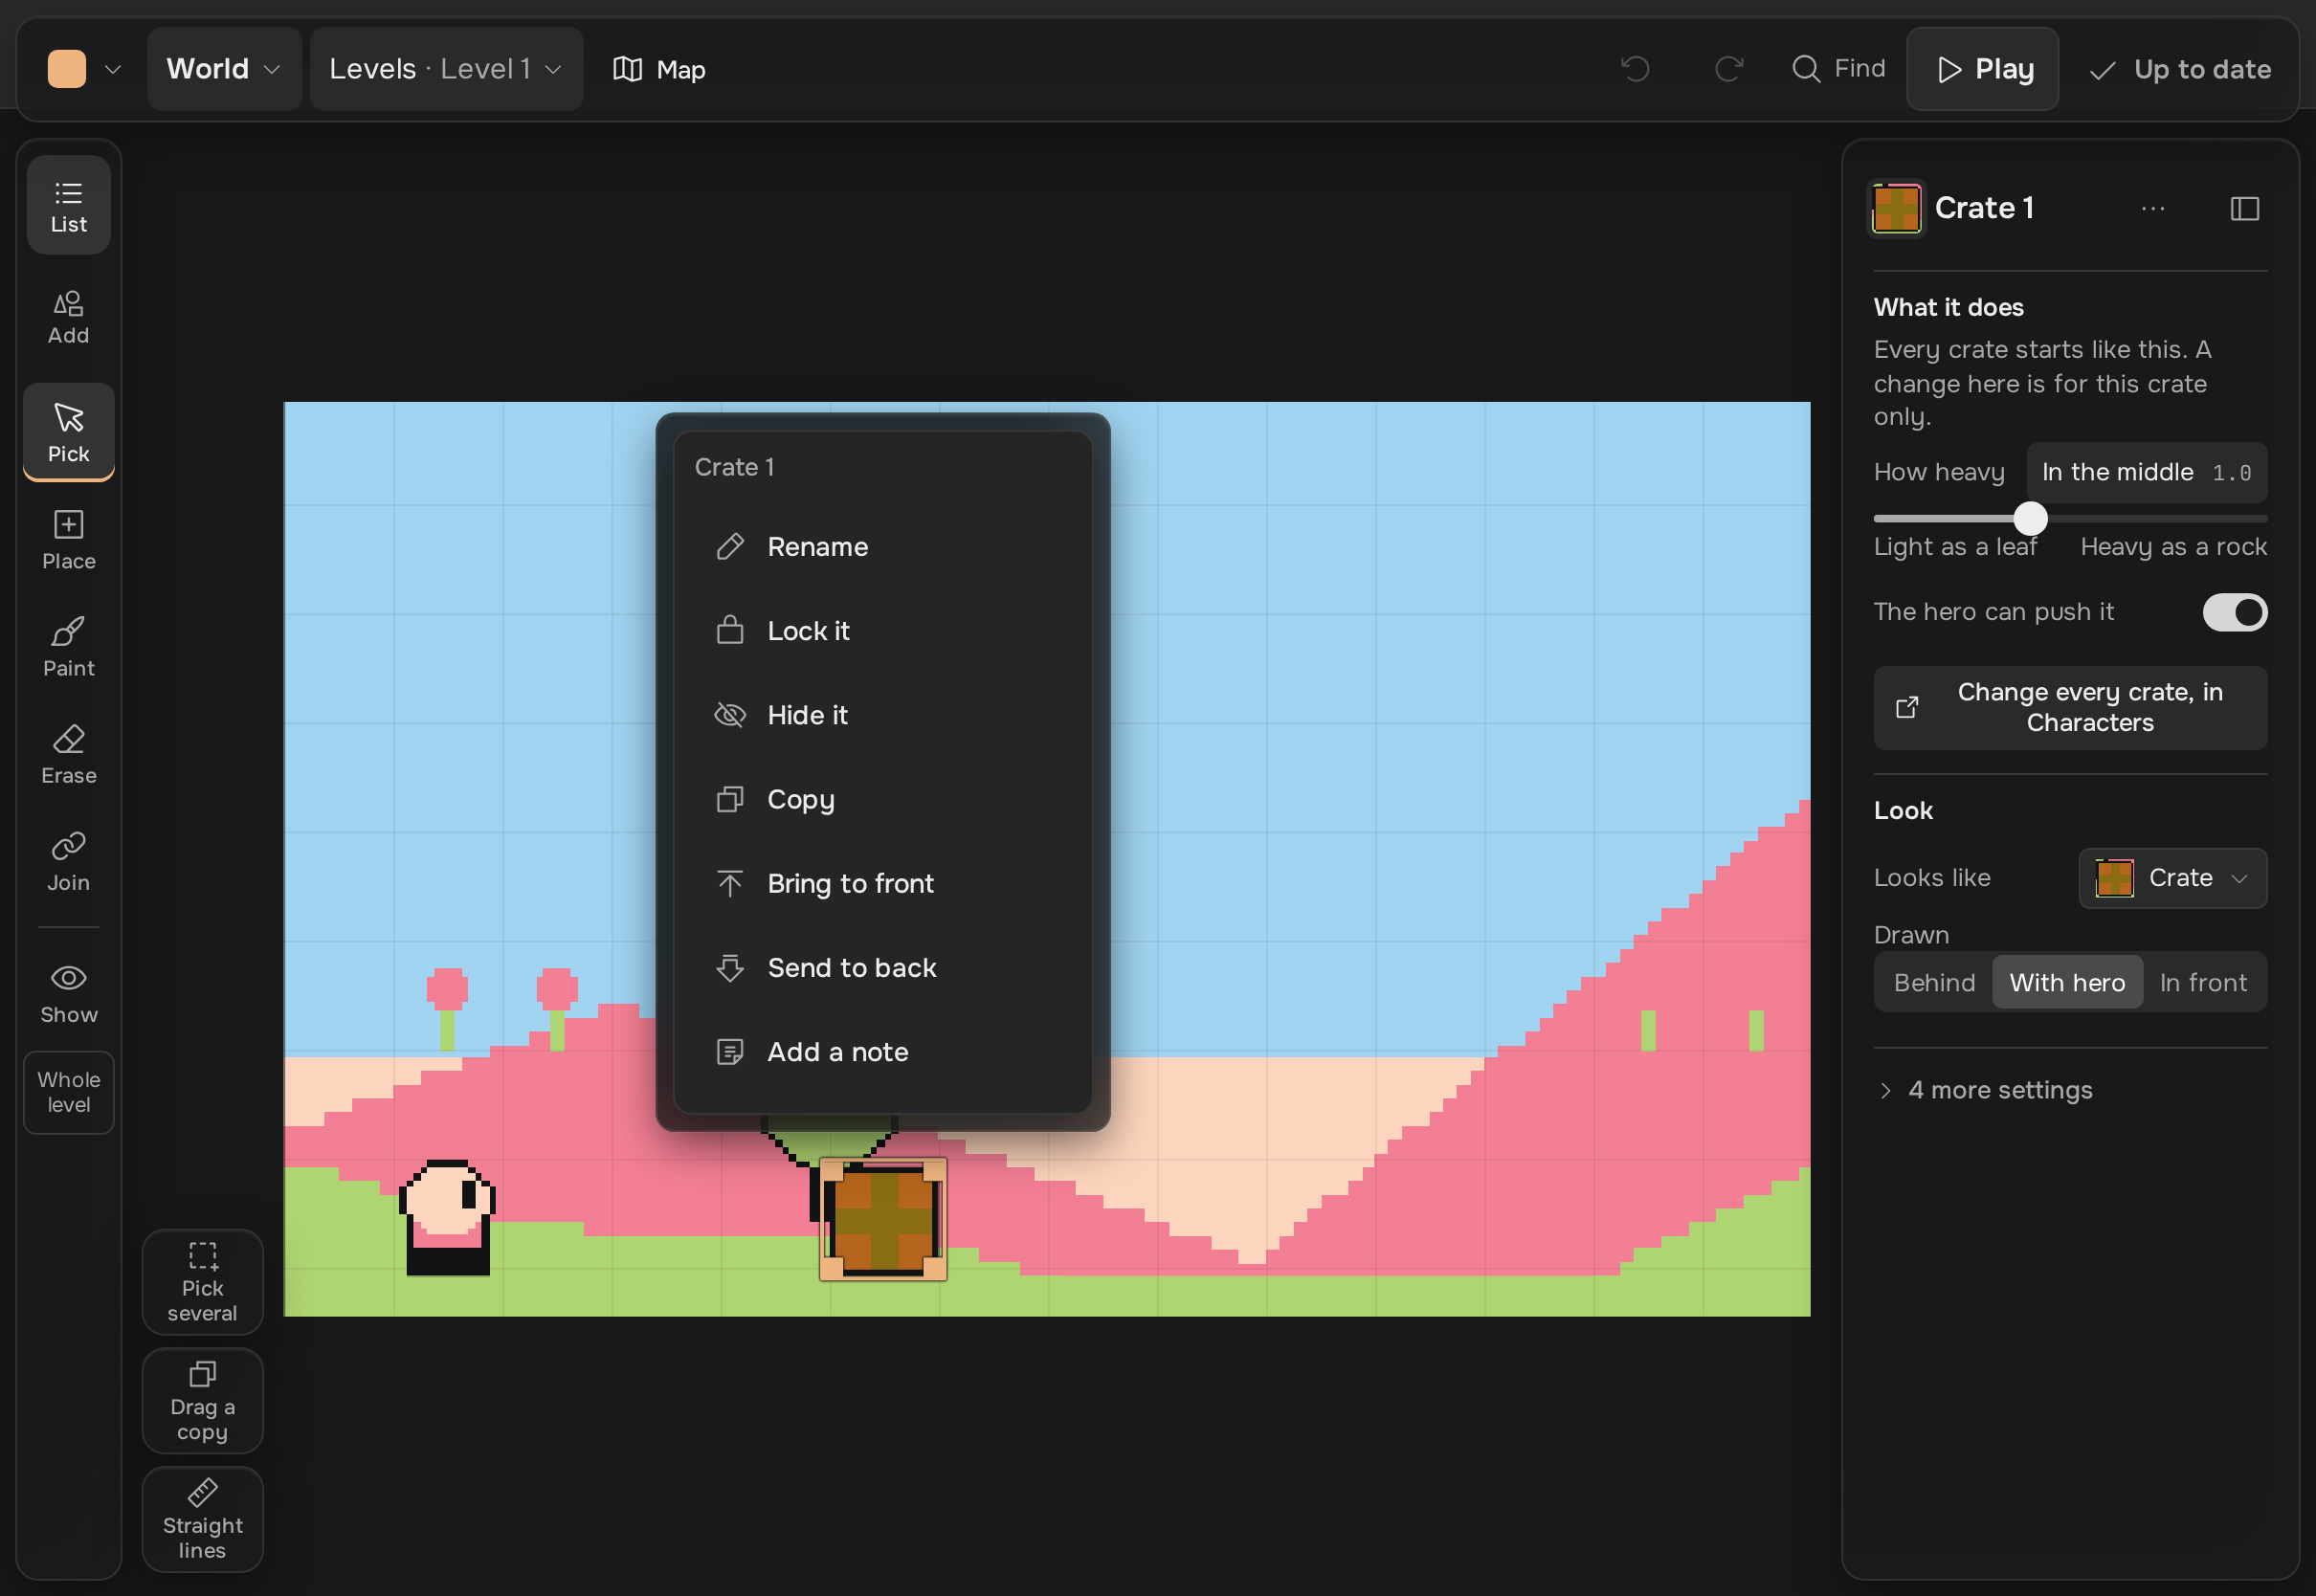 World
Levels · Level 1
Map
Find
Play
Up to date
List
Add
Pick
Place
Paint
Erase
Join
Show
Whole
level
Pick
several
Drag a
copy
Straight
lines
Crate 1
Rename
Lock it
Hide it
Copy
Bring to front
Send to back
Add a note
Crate 1
What it does
Every crate starts like this. A
change here is for this crate
only.
How heavy
In the middle 1.0
Light as a leaf
Heavy as a rock
The hero can push it
Change every crate, in
Characters
Look
Looks like
Crate
Drawn
Behind
With hero
In front
4 more settings